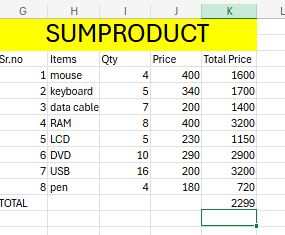 G H I J K L
SUMPRODUCT
Sr.no Items Qty Price Total Price
1 mouse 4 400 1600
2 keyboard 5 340 1700
3 data cable 7 200 1400
4 RAM 8 400 3200
5 LCD 5 230 1150
6 DVD 10 290 2900
7 USB 16 200 3200
8 pen 4 180 720
TOTAL 2299